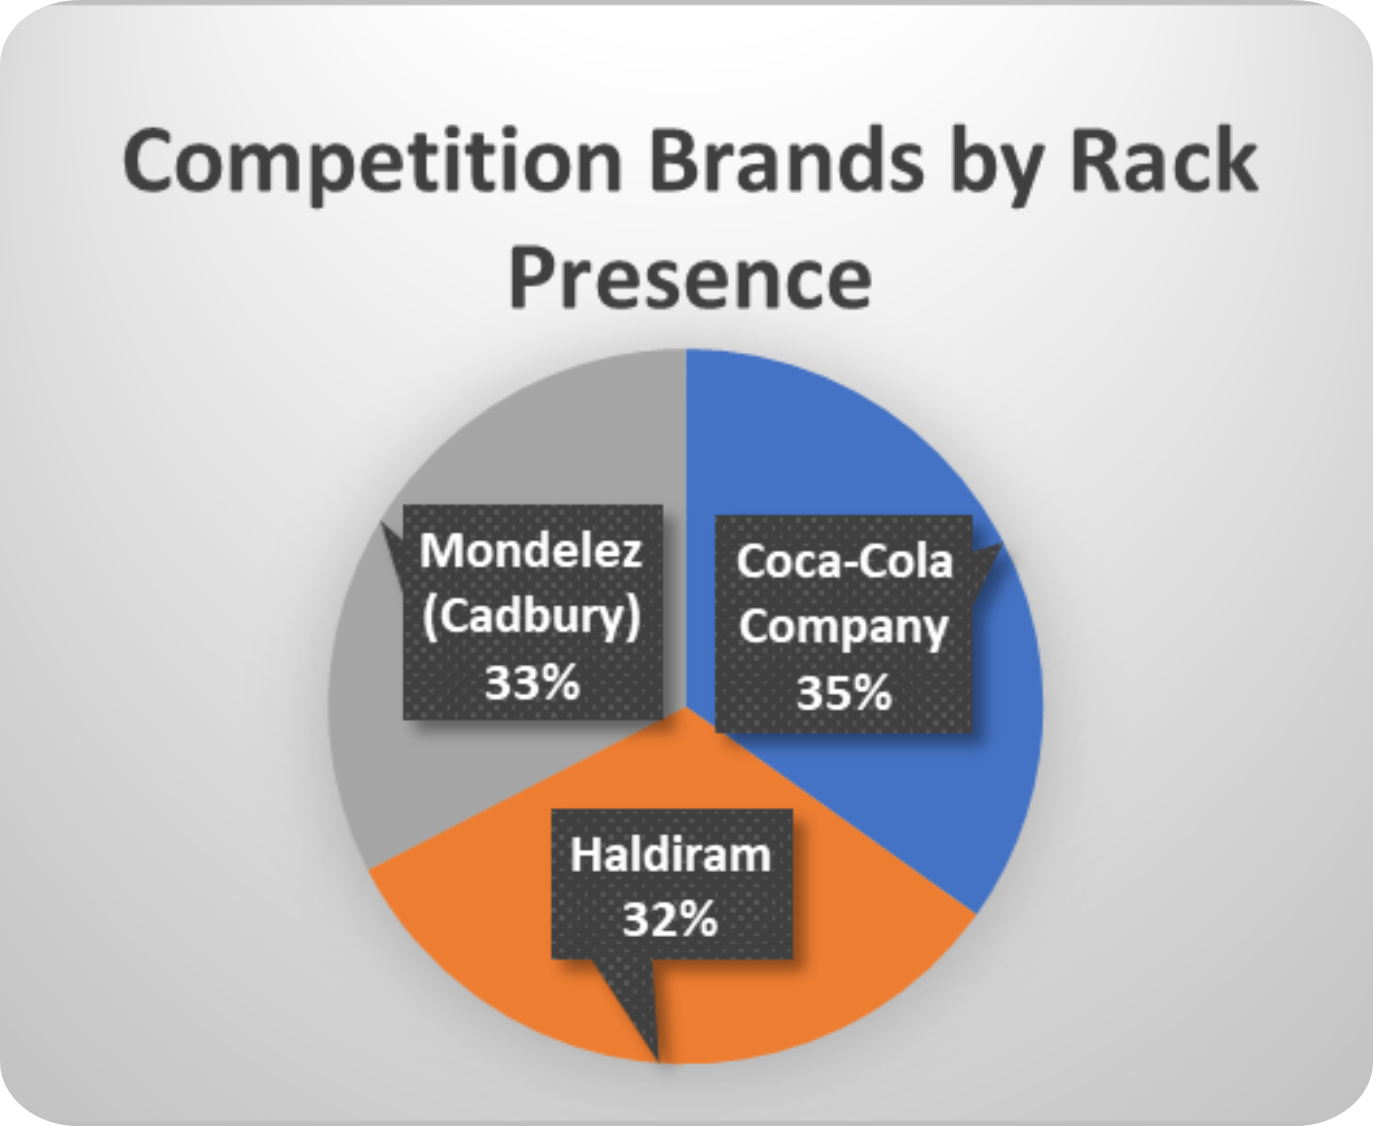 Competition Brands by Rack
Presence
Mondelez
(Cadbury)
33%
Coca-Cola
Company
35%
Haldiram
32%